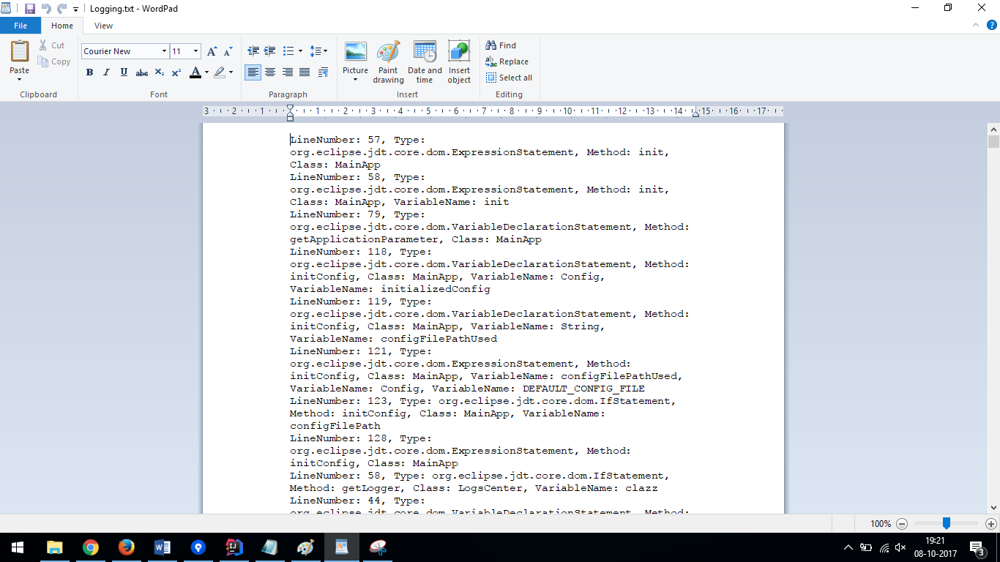 Logging.txt - WordPad
File Home View
Paste
Cut
Copy
Clipboard
Courier New 11
B I U abc X₂ X² A
Font
Paragraph
Picture
Paint drawing
Date and time
Insert object
Insert
Find
Replace
Select all
Editing
3 2 1 1 2 3 4 5 6 7 8 9 10 11 12 13 14 15 16 17
LineNumber: 57, Type:
org.eclipse.jdt.core.dom.ExpressionStatement, Method: init,
Class: MainApp
LineNumber: 58, Type:
org.eclipse.jdt.core.dom.ExpressionStatement, Method: init,
Class: MainApp, VariableName: init
LineNumber: 79, Type:
org.eclipse.jdt.core.dom.VariableDeclarationStatement, Method:
getApplicationParameter, Class: MainApp
LineNumber: 118, Type:
org.eclipse.jdt.core.dom.VariableDeclarationStatement, Method:
initConfig, Class: MainApp, VariableName: Config,
VariableName: initializedConfig
LineNumber: 119, Type:
org.eclipse.jdt.core.dom.VariableDeclarationStatement, Method:
initConfig, Class: MainApp, VariableName: String,
VariableName: configFilePathUsed
LineNumber: 121, Type:
org.eclipse.jdt.core.dom.ExpressionStatement, Method:
initConfig, Class: MainApp, VariableName: configFilePathUsed,
VariableName: Config, VariableName: DEFAULT_CONFIG_FILE
LineNumber: 123, Type: org.eclipse.jdt.core.dom.IfStatement,
Method: initConfig, Class: MainApp, VariableName:
configFilePath
LineNumber: 128, Type:
org.eclipse.jdt.core.dom.ExpressionStatement, Method:
initConfig, Class: MainApp
LineNumber: 58, Type: org.eclipse.jdt.core.dom.IfStatement,
Method: getLogger, Class: LogsCenter, VariableName: clazz
LineNumber: 44, Type:
org.eclipse.jdt.core.dom.VariableDeclarationStatement, Method:
100%
19:21
08-10-2017
3